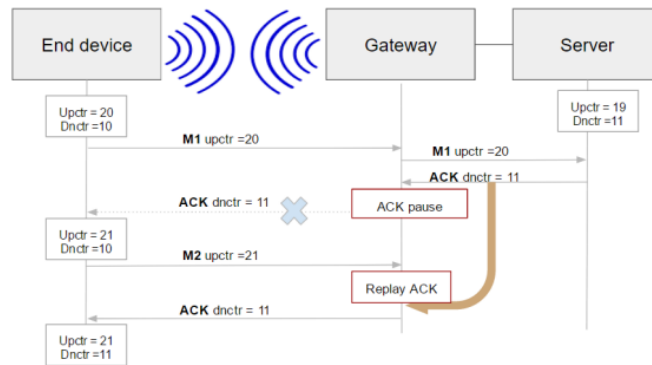 End device
Gateway
Server
Upctr = 20
Dnctr = 10
Upctr = 19
Dnctr = 11
M1 upctr =20
M1 upctr =20
ACK dnctr = 11
ACK dnctr = 11
ACK pause
Upctr = 21
Dnctr = 10
M2 upctr =21
Replay ACK
ACK dnctr = 11
Upctr = 21
Dnctr = 11